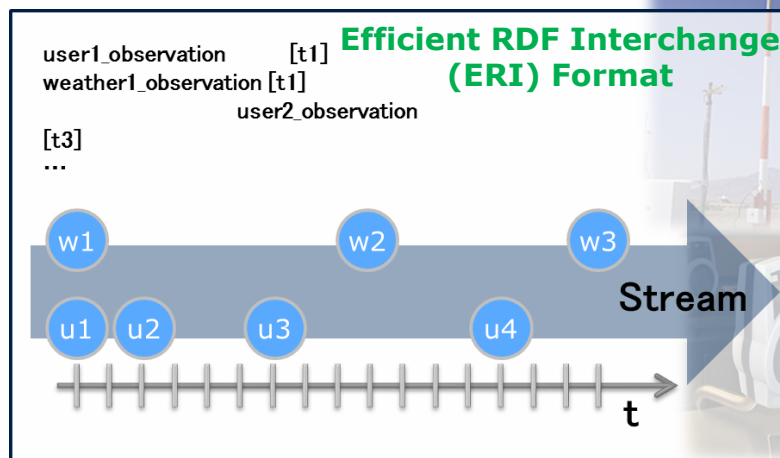 Efficient RDF Interchange
(ERI) Format
user1_observation [t1]
weather1_observation [t1]
user2_observation
[t3]
...
w1 w2 w3
Stream
u1 u2 u3 u4
t